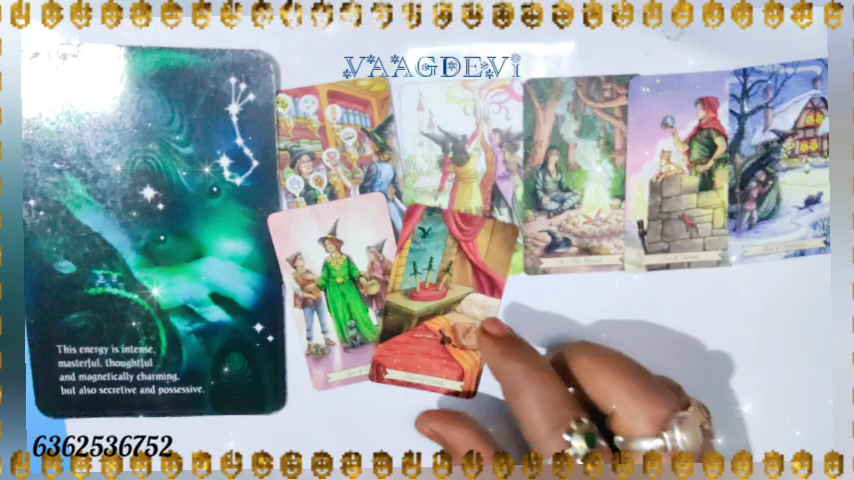 VAAGDEVi
This energy is intense,
masterful, thoughtful
and magnetically charming,
but also secretive and possessive.
6362536752